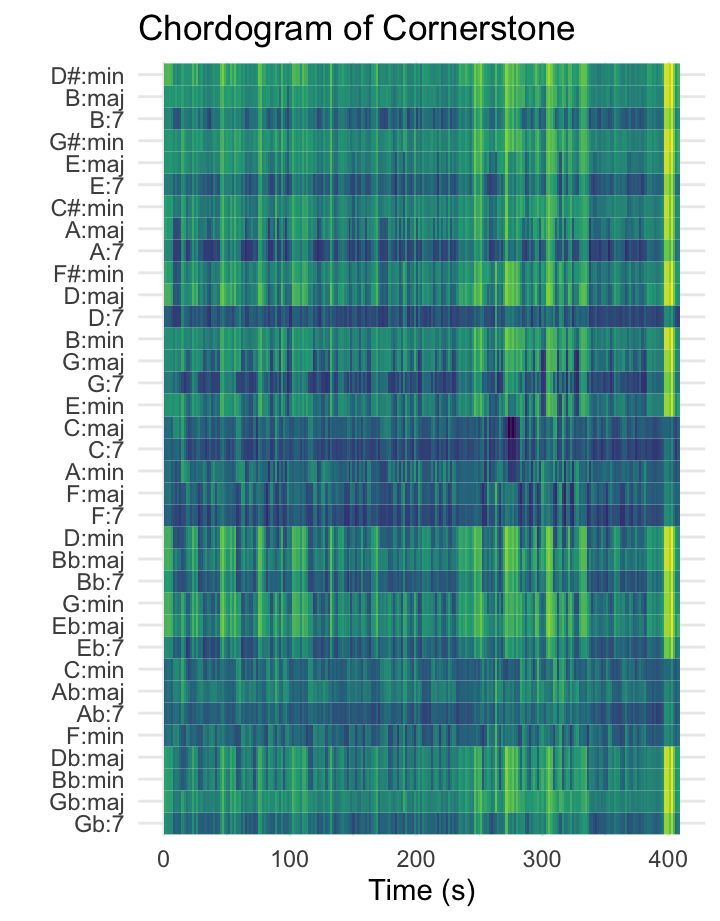 Chordogram of Cornerstone
D#:min
B:maj
B:7
G#:min
E:maj
E:7
C#:min
A:maj
A:7
F#:min
D:maj
D:7
B:min
G:maj
G:7
E:min
C:maj
C:7
A:min
F:maj
F:7
D:min
Bb:maj
Bb:7
G:min
Eb:maj
Eb:7
C:min
Ab:maj
Ab:7
F:min
Db:maj
Bb:min
Gb:maj
Gb:7
0 100 200 300 400
Time (s)